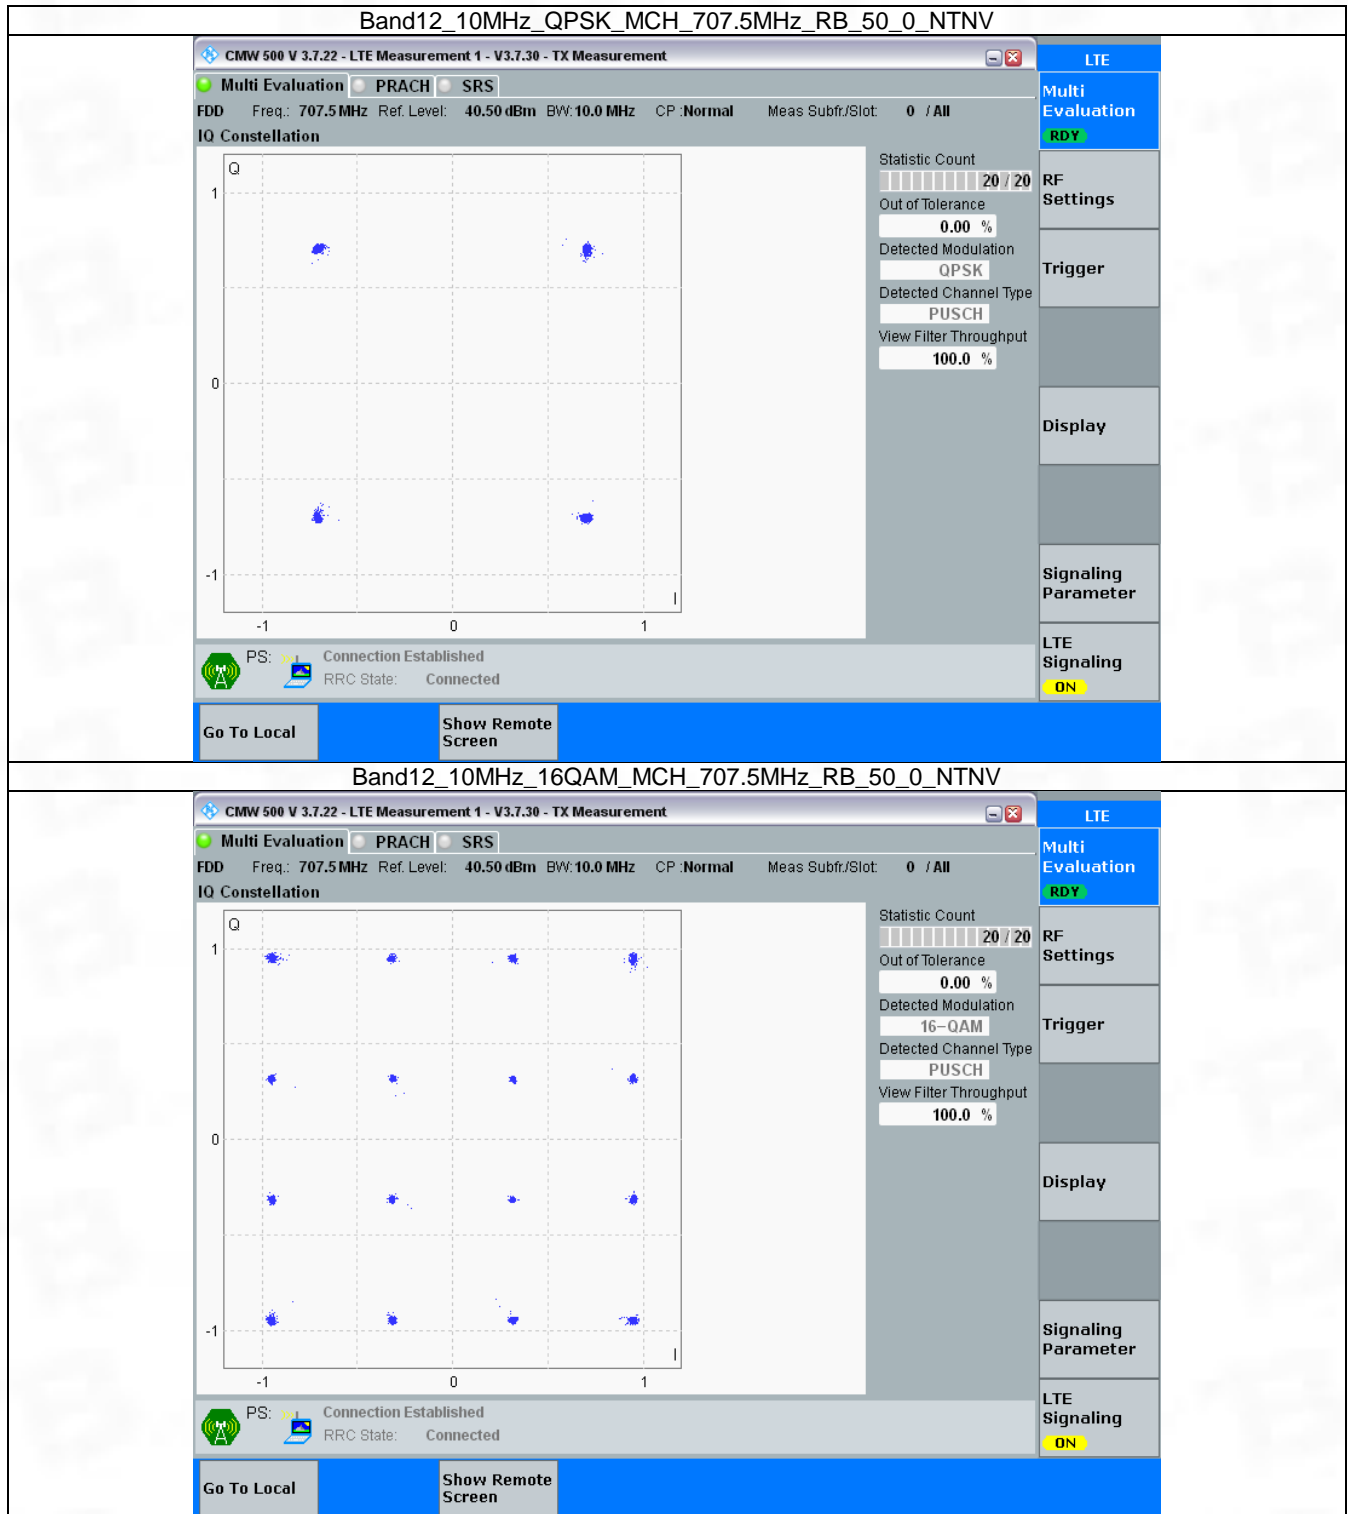 Band12_10MHz_QPSK_MCH_707.5MHz_RB_50_0_NTNV
CMW 500 V 3.7.22 - LTE Measurement 1 - V3.7.30 - TX Measurement
LTE
Multi Evaluation PRACH SRS
Multi
Evaluation
RDY
FDD Freq.: 707.5 MHz Ref. Level: 40.50 dBm BW: 10.0 MHz CP : Normal Meas Subfr./Slot: 0 / All
IQ Constellation
Q
1
0
-1
I
-1 0 1
Statistic Count
20 / 20
Out of Tolerance
0.00 %
Detected Modulation
QPSK
Detected Channel Type
PUSCH
View Filter Throughput
100.0 %
RF
Settings
Trigger
Display
Signaling
Parameter
LTE
Signaling
ON
PS: Connection Established
RRC State: Connected
Go To Local
Show Remote
Screen
Band12_10MHz_16QAM_MCH_707.5MHz_RB_50_0_NTNV
CMW 500 V 3.7.22 - LTE Measurement 1 - V3.7.30 - TX Measurement
LTE
Multi Evaluation PRACH SRS
Multi
Evaluation
RDY
FDD Freq.: 707.5 MHz Ref. Level: 40.50 dBm BW: 10.0 MHz CP : Normal Meas Subfr./Slot: 0 / All
IQ Constellation
Q
1
0
-1
I
-1 0 1
Statistic Count
20 / 20
Out of Tolerance
0.00 %
Detected Modulation
16-QAM
Detected Channel Type
PUSCH
View Filter Throughput
100.0 %
RF
Settings
Trigger
Display
Signaling
Parameter
LTE
Signaling
ON
PS: Connection Established
RRC State: Connected
Go To Local
Show Remote
Screen